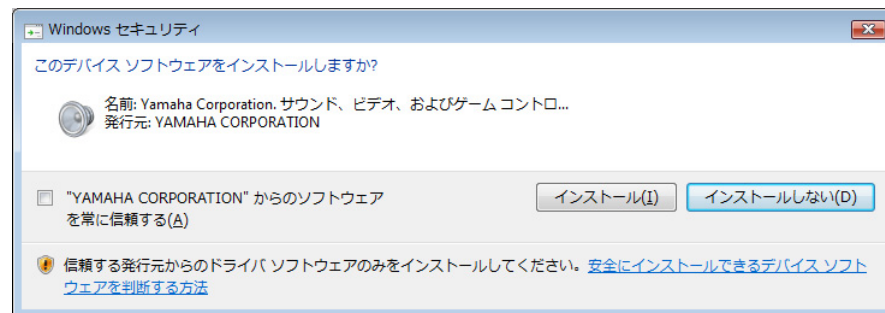 Windows セキュリティ
このデバイス ソフトウェアをインストールしますか?
名前: Yamaha Corporation. サウンド、ビデオ、およびゲーム コントロ...
発行元: YAMAHA CORPORATION
"YAMAHA CORPORATION" からのソフトウェア
を常に信頼する(A)
インストール(I)
インストールしない(D)
信頼する発行元からのドライバ ソフトウェアのみをインストールしてください。安全にインストールできるデバイス ソフト
ウェアを判断する方法